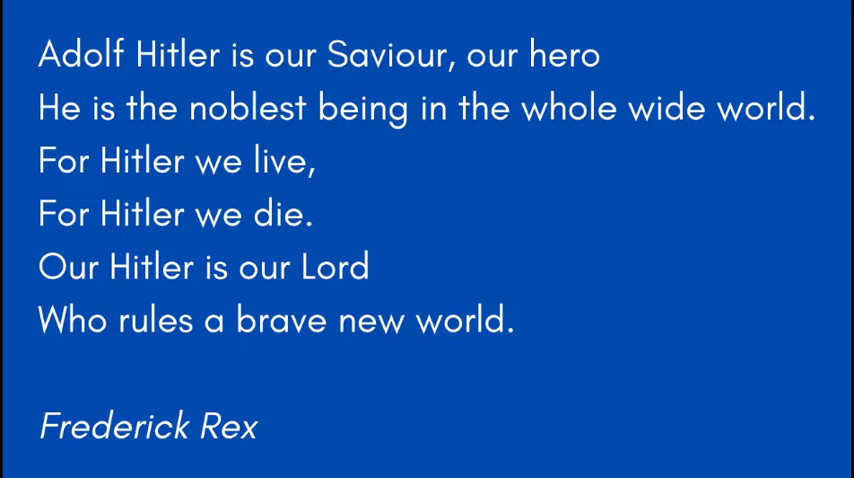 Adolf Hitler is our Saviour, our hero
He is the noblest being in the whole wide world.
For Hitler we live,
For Hitler we die.
Our Hitler is our Lord
Who rules a brave new world.
Frederick Rex